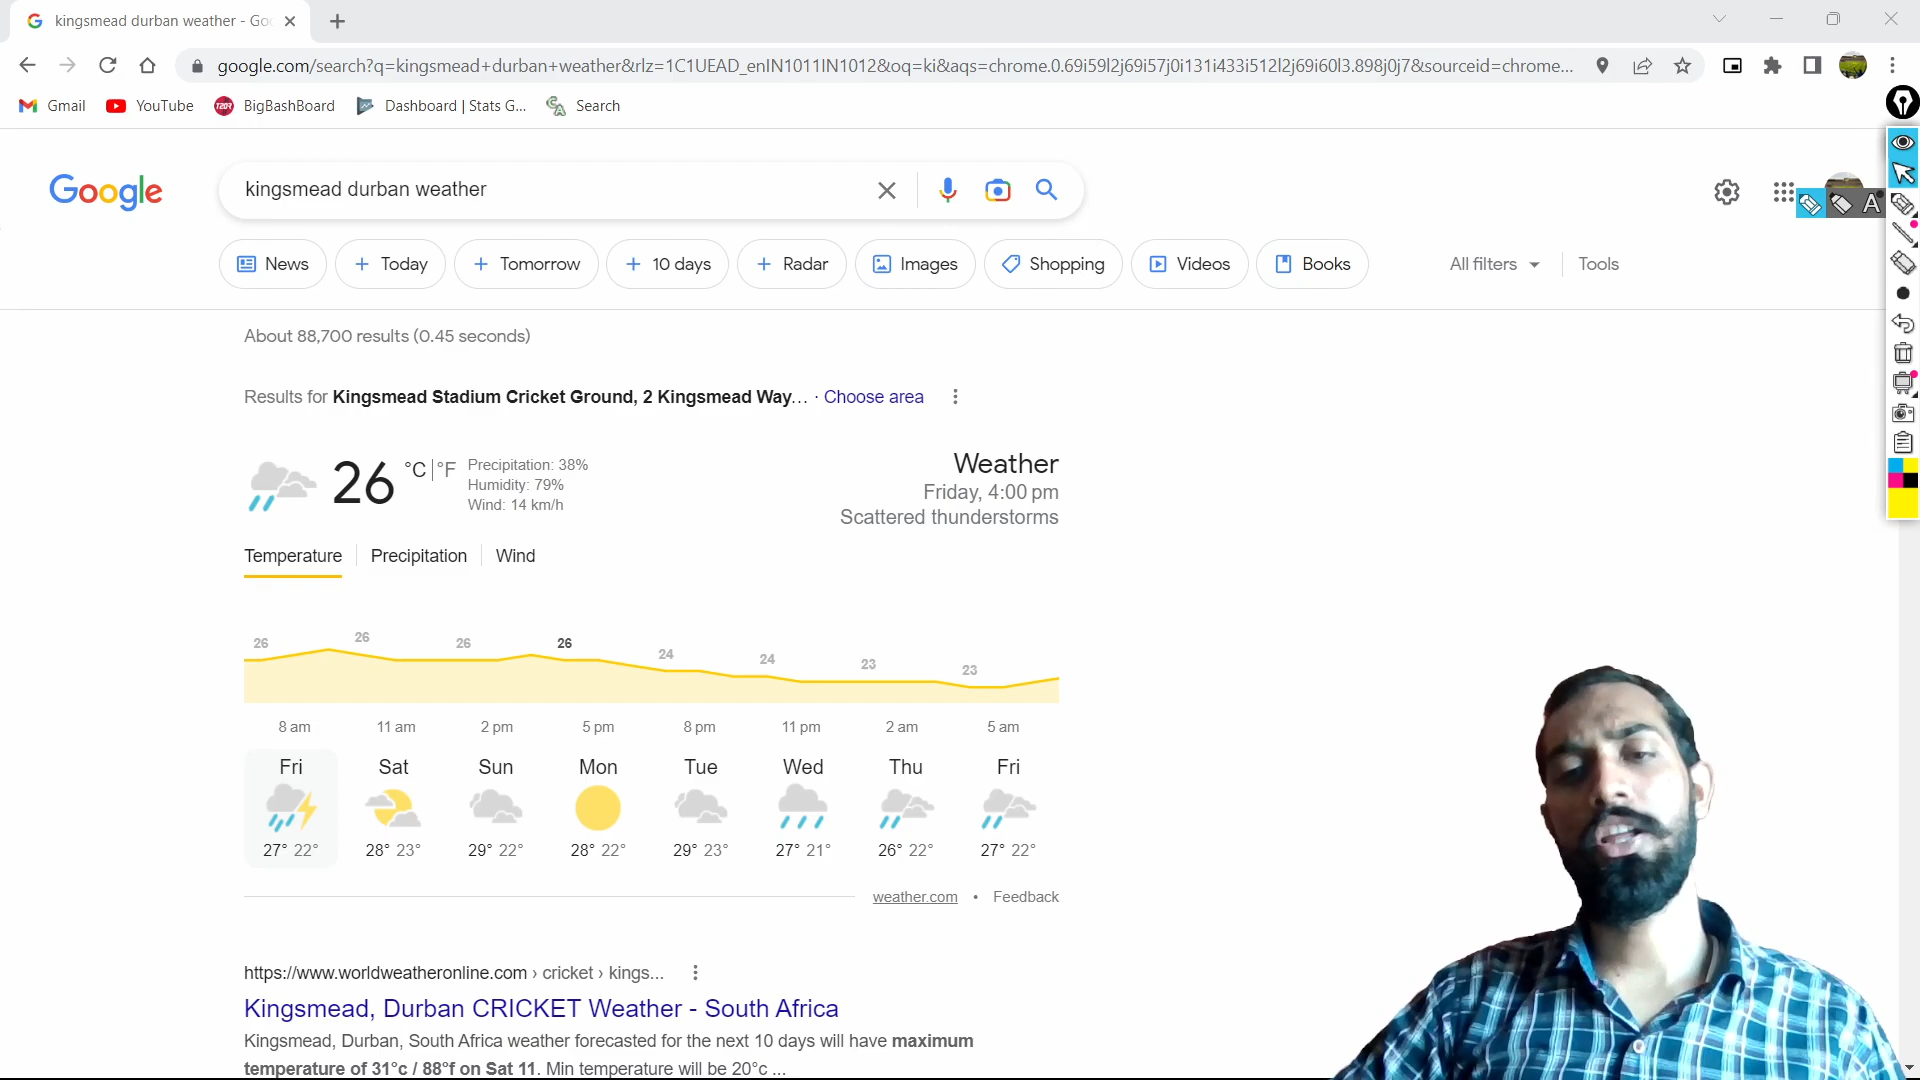 kingsmead durban weather - Goo
google.com/search?q=kingsmead+durban+weather&rlz=1C1UEAD_enIN1011IN1012&oq=ki&aqs=chrome.0.69i59l2j69i57j0i131i433i512l2j69i60l3.898j0j7&sourceid=chrome...
Gmail YouTube BigBashBoard Dashboard | Stats G... Search
Google kingsmead durban weather
A
News Today Tomorrow 10 days Radar Images Shopping Videos Books All filters Tools
About 88,700 results (0.45 seconds)
Results for Kingsmead Stadium Cricket Ground, 2 Kingsmead Way... · Choose area
26 °C | °F
Precipitation: 38%
Humidity: 79%
Wind: 14 km/h
Weather
Friday, 4:00 pm
Scattered thunderstorms
Temperature Precipitation Wind
26 26 26 26 24 24 23 23
8 am 11 am 2 pm 5 pm 8 pm 11 pm 2 am 5 am
Fri Sat Sun Mon Tue Wed Thu Fri
27° 22° 28° 23° 29° 22° 28° 22° 29° 23° 27° 21° 26° 22° 27° 22°
weather.com • Feedback
https://www.worldweatheronline.com › cricket › kings...
Kingsmead, Durban CRICKET Weather - South Africa
Kingsmead, Durban, South Africa weather forecasted for the next 10 days will have maximum
temperature of 31°c / 88°f on Sat 11. Min temperature will be 20°c ...